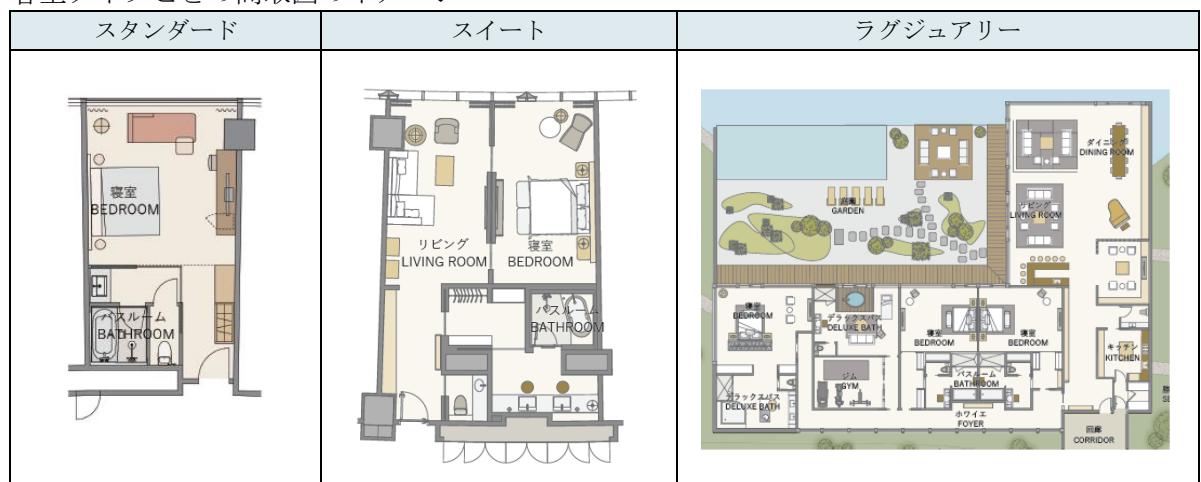 スタンダード
スイート
ラグジュアリー
寝室
BEDROOM
バスルーム
BATHROOM
リビング
LIVING ROOM
寝室
BEDROOM
バスルーム
BATHROOM
ダイニング
DINING ROOM
リビング
LIVING ROOM
庭園
GARDEN
寝室
BEDROOM
デラックスバス
DELUXE BATH
寝室
BEDROOM
寝室
BEDROOM
キッチン
KITCHEN
ジム
GYM
バスルーム
BATHROOM
デラックスバス
DELUXE BATH
ホワイエ
FOYER
回廊
CORRIDOR